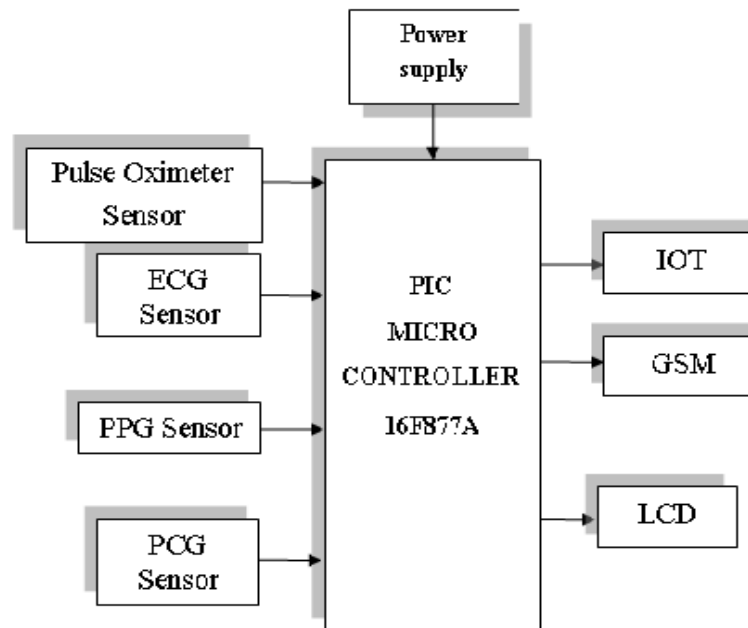 Power
supply
Pulse Oximeter
Sensor
ECG
Sensor
PPG Sensor
PCG
Sensor
PIC
MICRO
CONTROLLER
16F877A
IOT
GSM
LCD